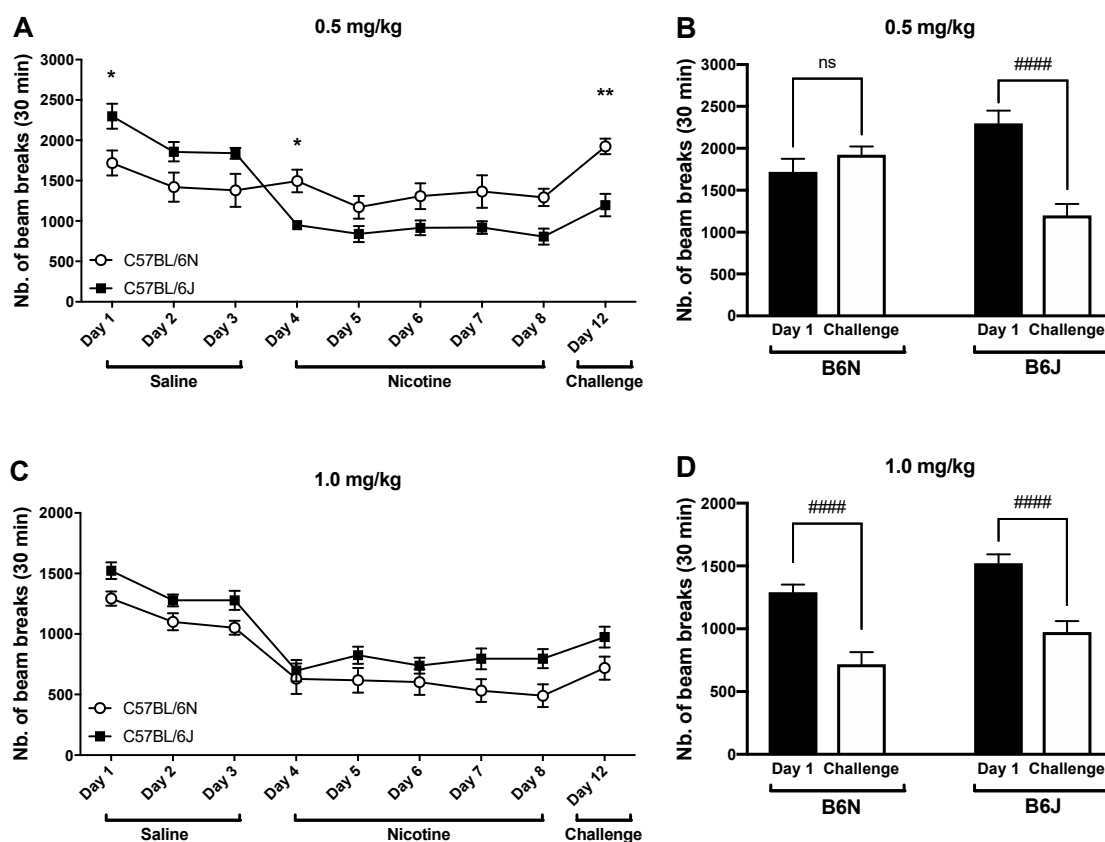 A
0.5 mg/kg
Nb. of beam breaks (30 min)
3000
2500
2000
1500
1000
500
0
*
*
**
C57BL/6N
C57BL/6J
Day 1
Day 2
Day 3
Day 4
Day 5
Day 6
Day 7
Day 8
Day 12
Saline
Nicotine
Challenge
B
0.5 mg/kg
Nb. of beam breaks (30 min)
3000
2500
2000
1500
1000
500
0
ns
####
Day 1 Challenge
Day 1 Challenge
B6N
B6J
C
1.0 mg/kg
Nb. of beam breaks (30 min)
2000
1500
1000
500
0
C57BL/6N
C57BL/6J
Day 1
Day 2
Day 3
Day 4
Day 5
Day 6
Day 7
Day 8
Day 12
Saline
Nicotine
Challenge
D
1.0 mg/kg
Nb. of beam breaks (30 min)
2000
1500
1000
500
0
####
####
Day 1 Challenge
Day 1 Challenge
B6N
B6J